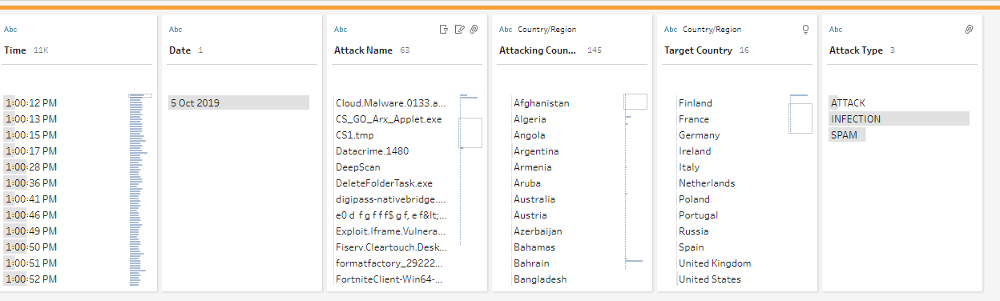 Abc
Time 11K
1:00:12 PM
1:00:13 PM
1:00:15 PM
1:00:17 PM
1:00:28 PM
1:00:36 PM
1:00:41 PM
1:00:46 PM
1:00:49 PM
1:00:50 PM
1:00:51 PM
1:00:52 PM
Abc
Date 1
5 Oct 2019
Abc
Attack Name 63
Cloud.Malware.0133.a...
CS_GO_Arx_Applet.exe
CS1.tmp
Datacrime.1480
DeepScan
DeleteFolderTask.exe
digipass-nativebridge....
e0 d f g f f f$ g f, e f&lt;...
Exploit.Iframe.Vulnera...
Fiserv.Cleartouch.Desk...
formatfactory_29222...
FortniteClient-Win64-...
Abc Country/Region
Attacking Coun... 145
Afghanistan
Algeria
Angola
Argentina
Armenia
Aruba
Australia
Austria
Azerbaijan
Bahamas
Bahrain
Bangladesh
Abc Country/Region
Target Country 16
Finland
France
Germany
Ireland
Italy
Netherlands
Poland
Portugal
Russia
Spain
United Kingdom
United States
Abc
Attack Type 3
ATTACK
INFECTION
SPAM